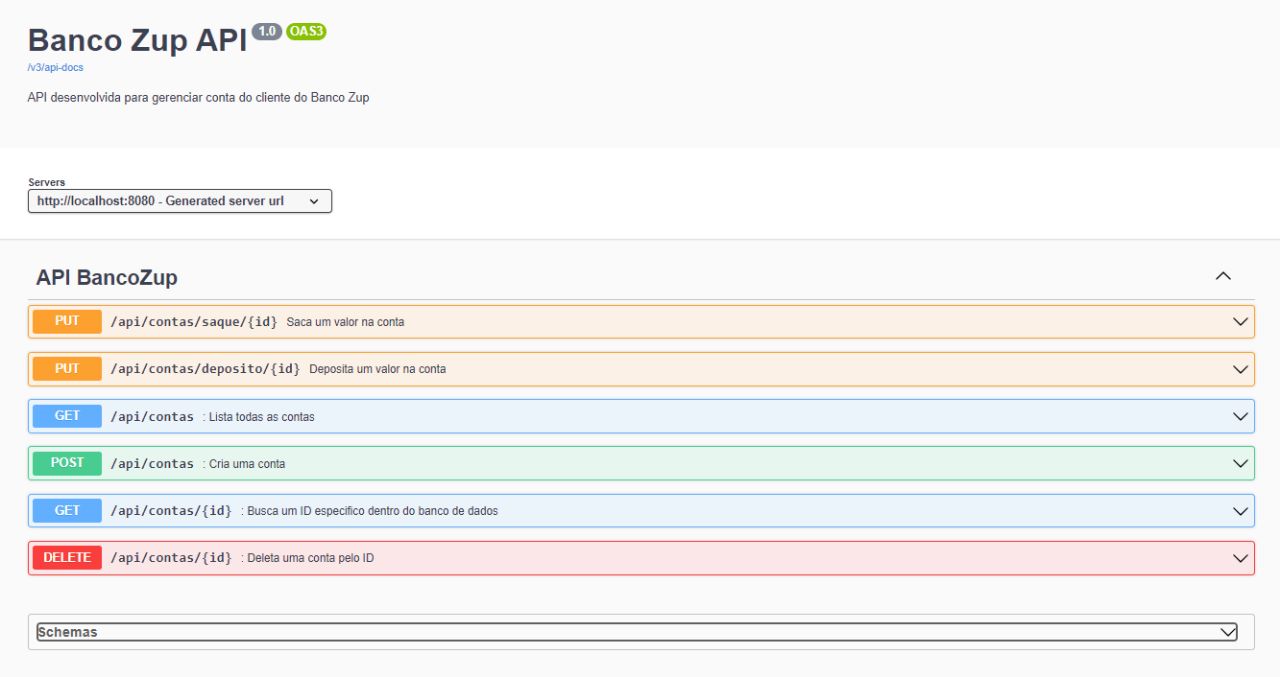 Banco Zup API 1.0 OAS3
/v3/api-docs
API desenvolvida para gerenciar conta do cliente do Banco Zup
Servers
http://localhost:8080 - Generated server url
API BancoZup
PUT /api/contas/saque/{id} Saca um valor na conta
PUT /api/contas/deposito/{id} Deposita um valor na conta
GET /api/contas : Lista todas as contas
POST /api/contas : Cria uma conta
GET /api/contas/{id} : Busca um ID especifico dentro do banco de dados
DELETE /api/contas/{id} : Deleta uma conta pelo ID
Schemas